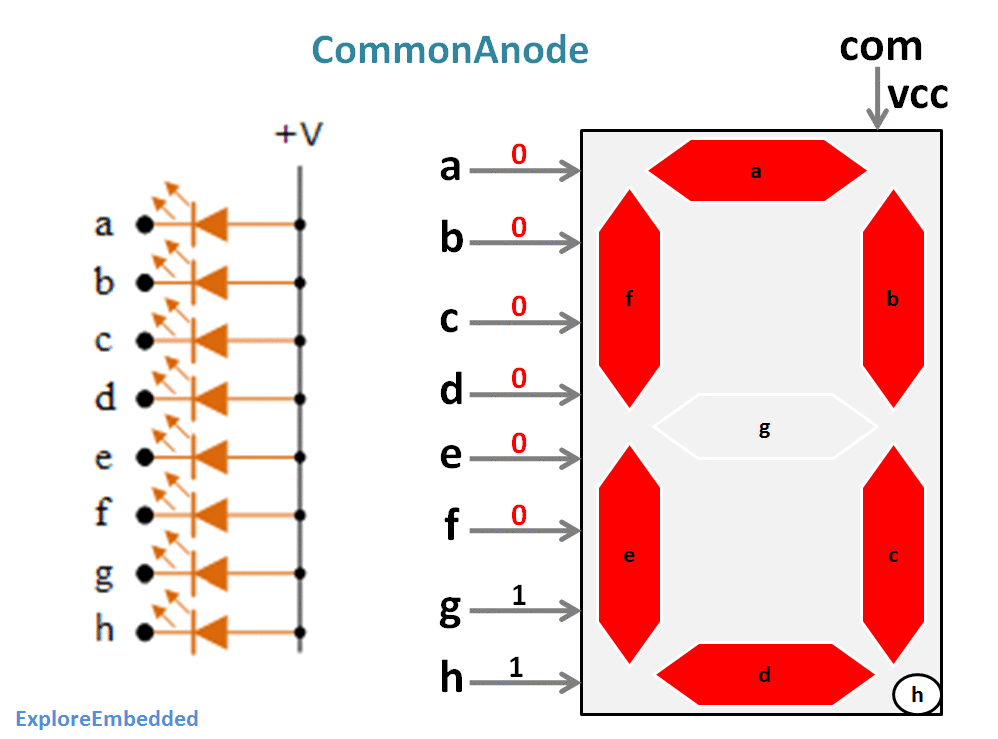 CommonAnode
com
vcc
+V
a
b
c
d
e
f
g
h
a 0
b 0
c 0
d 0
e 0
f 0
g 1
h 1
a
f
b
g
e
c
d
h
ExploreEmbedded